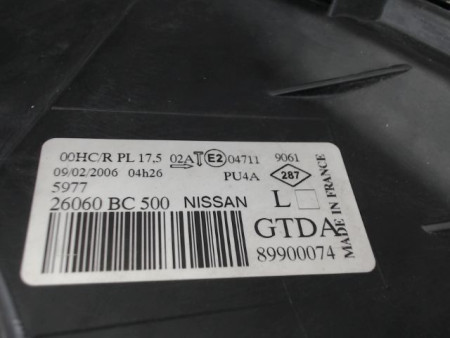 00HC/R PL 17,5 02A E2 04711 9061
09/02/2006 04h26 PU4A 287
5977
26060 BC 500 NISSAN L
GTDA
89900074
MADE IN FRANCE